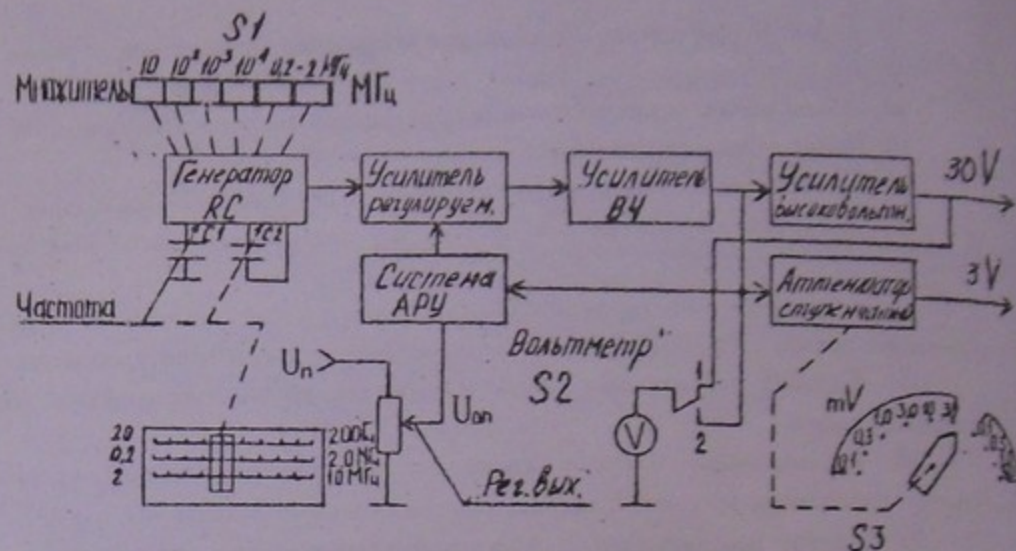 S1
10 10² 10³ 10⁴ 0,2-2 МГц
Множитель МГц
Генератор
RC
Усилитель
регулируем.
Усилитель
ВЧ
Усилитель
высоковольтн.
30V
C1 C2
Частота
Система
АРУ
Аттенюатор
ступенчатый
3V
Вольтметр
S2
Uп
Uоп
1
2
V
mV
20 200Гц
0,2 2.0
2 10МГц
Рег.вых.
S3